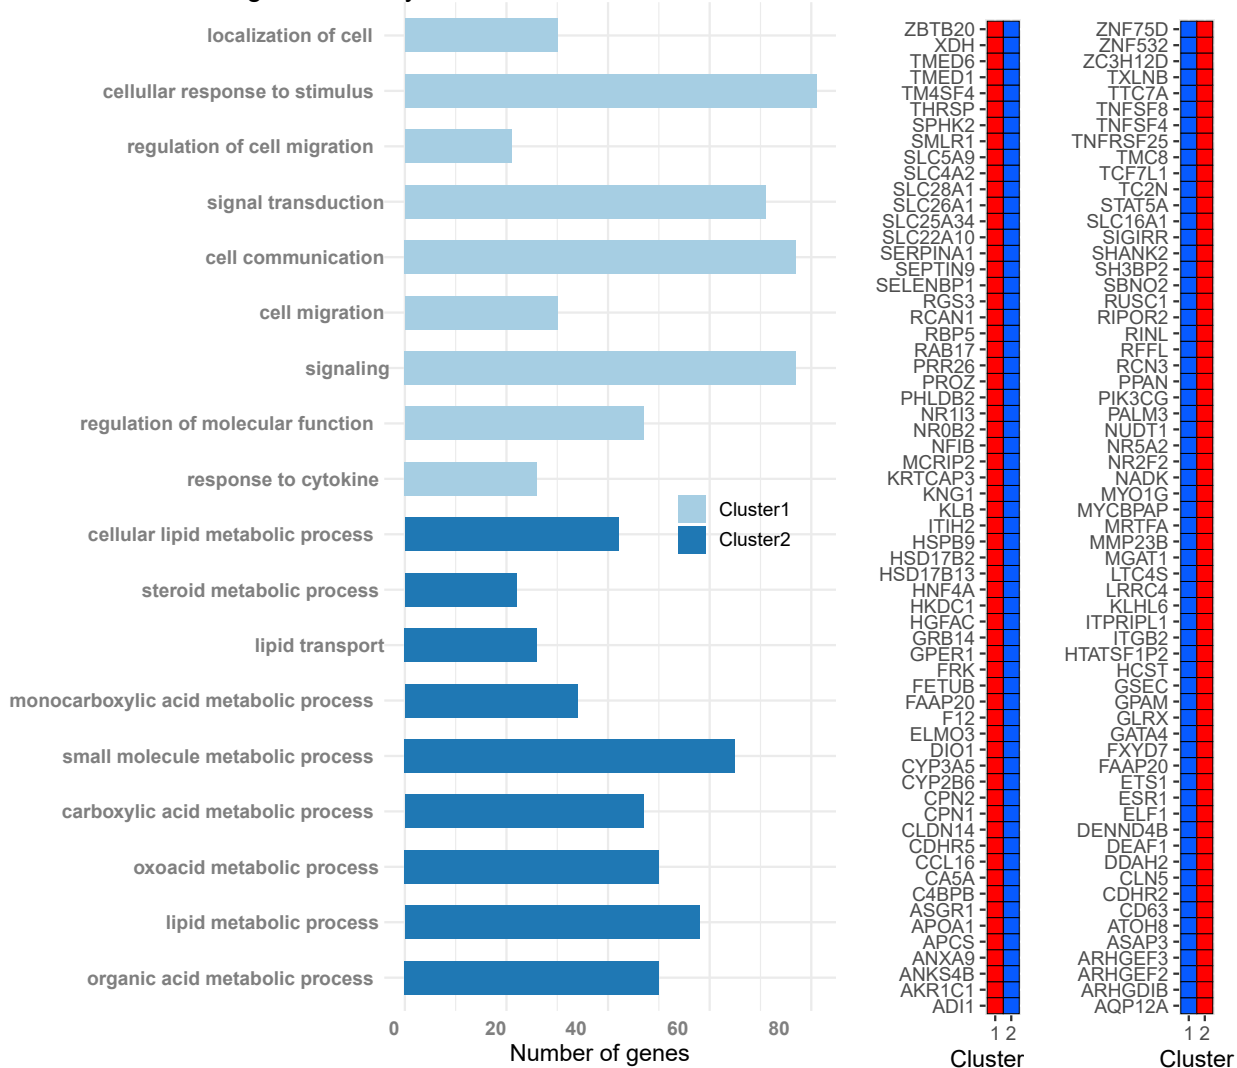 localization of cell
cellullar response to stimulus
regulation of cell migration
signal transduction
cell communication
cell migration
signaling
regulation of molecular function
response to cytokine
cellular lipid metabolic process
steroid metabolic process
lipid transport
monocarboxylic acid metabolic process
small molecule metabolic process
carboxylic acid metabolic process
oxoacid metabolic process
lipid metabolic process
organic acid metabolic process
0 20 40 60 80
Number of genes
Cluster1
Cluster2
ZBTB20
XDH
TMED6
TMED1
TM4SF4
THRSP
SPHK2
SMLR1
SLC5A9
SLC4A2
SLC28A1
SLC26A1
SLC25A34
SLC22A10
SERPINA1
SEPTIN9
SELENBP1
RGS3
RCAN1
RBP5
RAB17
PRR26
PROZ
PHLDB2
NR1I3
NR0B2
NFIB
MCRIP2
KRTCAP3
KNG1
KLB
ITIH2
HSPB9
HSD17B2
HSD17B13
HNF4A
HKDC1
HGFAC
GRB14
GPER1
FRK
FETUB
FAAP20
F12
ELMO3
DIO1
CYP3A5
CYP2B6
CPN2
CPN1
CLDN14
CDHR5
CCL16
CA5A
C4BPB
ASGR1
APOA1
APCS
ANXA9
ANKS4B
AKR1C1
ADI1
1 2
Cluster
ZNF75D
ZNF532
ZC3H12D
TXLNB
TTC7A
TNFSF8
TNFSF4
TNFRSF25
TMC8
TCF7L1
TC2N
STAT5A
SLC16A1
SIGIRR
SHANK2
SH3BP2
SBNO2
RUSC1
RIPOR2
RINL
RFFL
RCN3
PPAN
PIK3CG
PALM3
NUDT1
NR5A2
NR2F2
NADK
MYO1G
MYCBPAP
MRTFA
MMP23B
MGAT1
LTC4S
LRRC4
KLHL6
ITPRIPL1
ITGB2
HTATSF1P2
HCST
GSEC
GPAM
GLRX
GATA4
FXYD7
FAAP20
ETS1
ESR1
ELF1
DENND4B
DEAF1
DDAH2
CLN5
CDHR2
CD63
ATOH8
ASAP3
ARHGEF3
ARHGEF2
ARHGDIB
AQP12A
1 2
Cluster